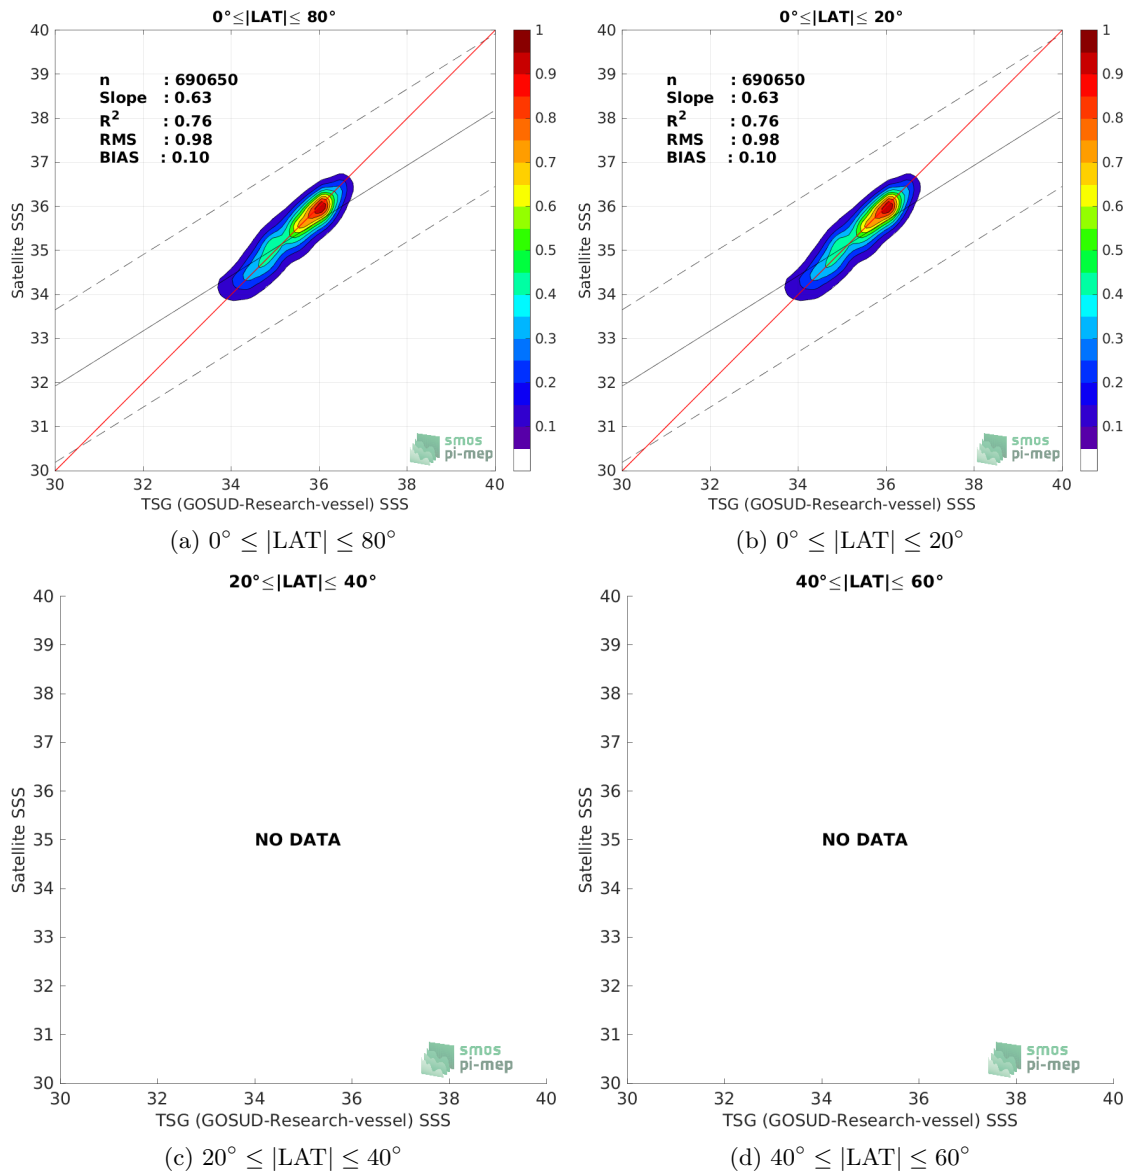 0°≤|LAT|≤ 80°
40
39
38
37
36
35
34
33
32
31
30
30 32 34 36 38 40
Satellite SSS
TSG (GOSUD-Research-vessel) SSS
n : 690650
Slope : 0.63
R² : 0.76
RMS : 0.98
BIAS : 0.10
1
0.9
0.8
0.7
0.6
0.5
0.4
0.3
0.2
0.1
smos
pi-mep
(a) 0° ≤ |LAT| ≤ 80°
0°≤|LAT|≤ 20°
40
39
38
37
36
35
34
33
32
31
30
30 32 34 36 38 40
Satellite SSS
TSG (GOSUD-Research-vessel) SSS
n : 690650
Slope : 0.63
R² : 0.76
RMS : 0.98
BIAS : 0.10
1
0.9
0.8
0.7
0.6
0.5
0.4
0.3
0.2
0.1
smos
pi-mep
(b) 0° ≤ |LAT| ≤ 20°
20°≤|LAT|≤ 40°
40
39
38
37
36
35
34
33
32
31
30
30 32 34 36 38 40
Satellite SSS
TSG (GOSUD-Research-vessel) SSS
NO DATA
smos
pi-mep
(c) 20° ≤ |LAT| ≤ 40°
40°≤|LAT|≤ 60°
40
39
38
37
36
35
34
33
32
31
30
30 32 34 36 38 40
Satellite SSS
TSG (GOSUD-Research-vessel) SSS
NO DATA
smos
pi-mep
(d) 40° ≤ |LAT| ≤ 60°